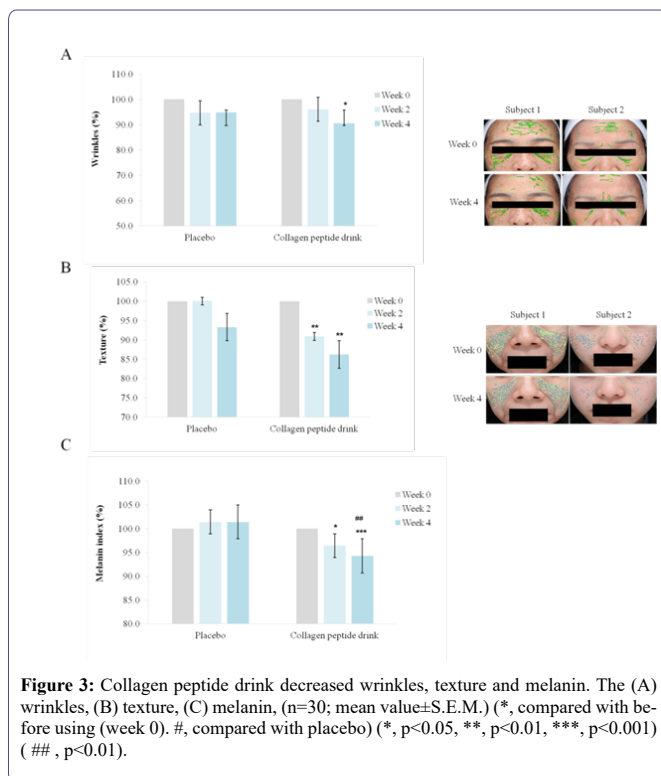 A
110.0
100.0
90.0
80.0
70.0
60.0
50.0
Wrinkles (%)
Week 0
Week 2
Week 4
*
Placebo
Collagen peptide drink
Subject 1
Subject 2
Week 0
Week 4
B
105.0
100.0
95.0
90.0
85.0
80.0
75.0
70.0
Texture (%)
Week 0
Week 2
Week 4
**
**
Placebo
Collagen peptide drink
Subject 1
Subject 2
Week 0
Week 4
C
110.0
105.0
100.0
95.0
90.0
85.0
80.0
Melanin index (%)
Week 0
Week 2
Week 4
*
##
***
Placebo
Collagen peptide drink
Figure 3: Collagen peptide drink decreased wrinkles, texture and melanin. The (A)
wrinkles, (B) texture, (C) melanin, (n=30; mean value±S.E.M.) (*, compared with be-
fore using (week 0). #, compared with placebo) (*, p<0.05, **, p<0.01, ***, p<0.001)
( ## , p<0.01).